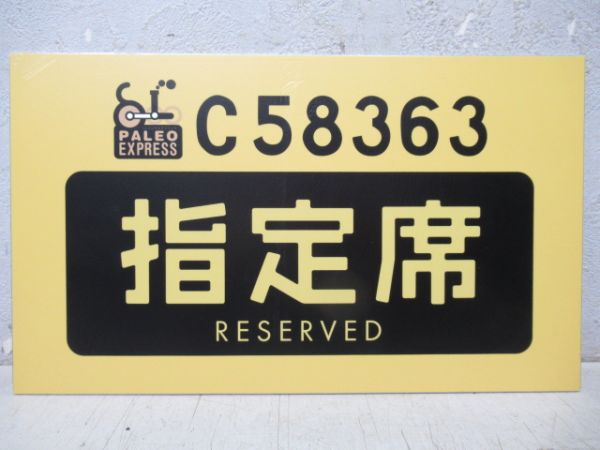 PALEO
EXPRESS
C58363
指定席
RESERVED